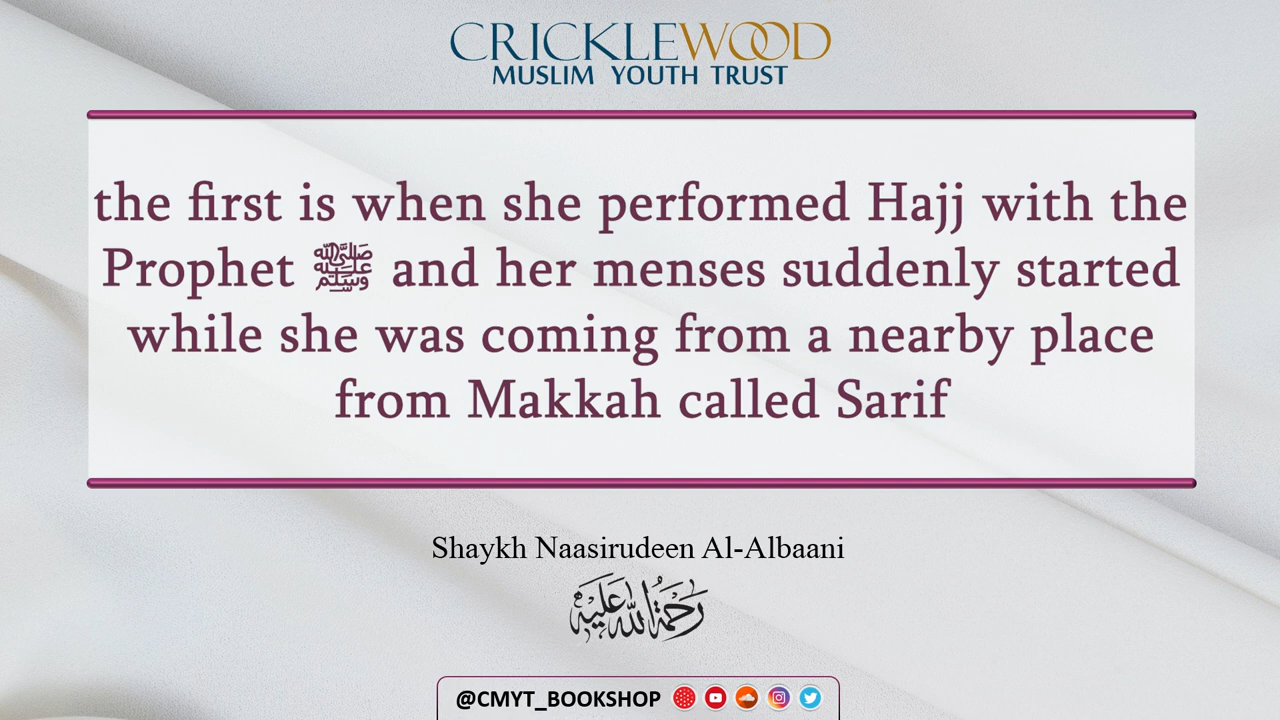 CRICKLEWOOD
MUSLIM YOUTH TRUST
the first is when she performed Hajj with the
Prophet ﷺ and her menses suddenly started
while she was coming from a nearby place
from Makkah called Sarif
Shaykh Naasirudeen Al-Albaani
رَحْمَةُ اللهِ عَلَيْهِ
@CMYT_BOOKSHOP